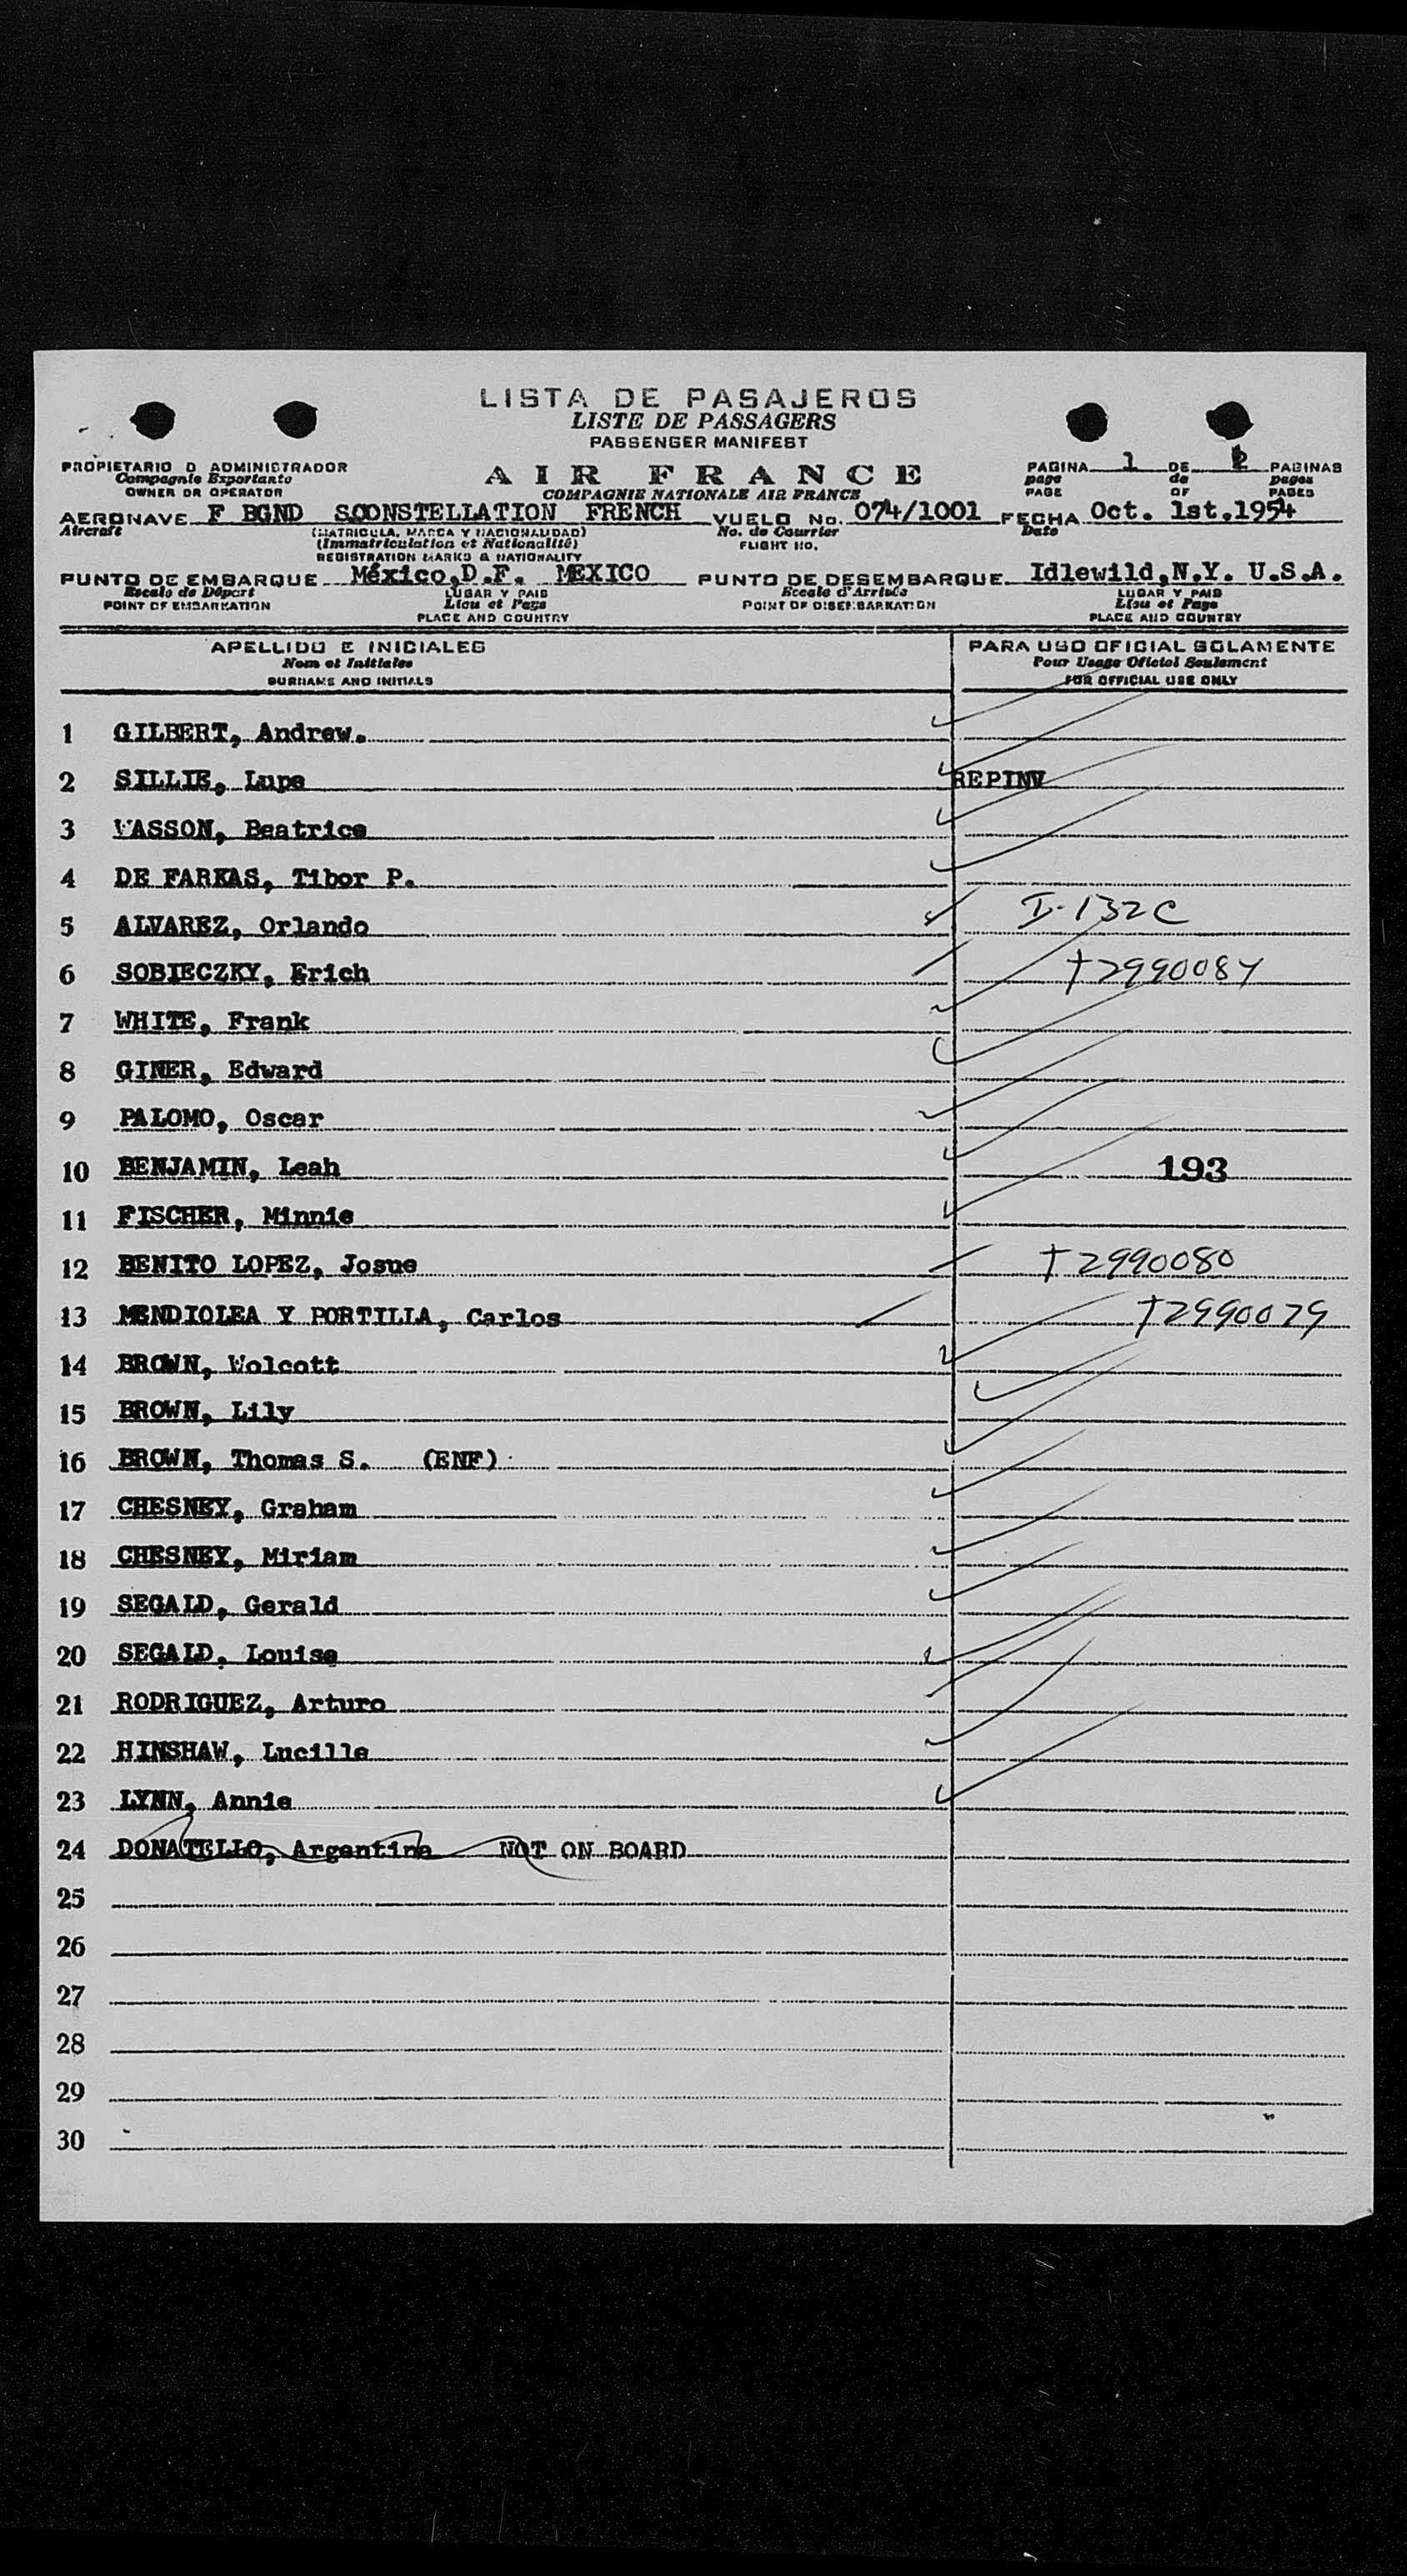 LISTA DE PASAJEROS
LISTE DE PASSAGERS
PASSENGER MANIFEST
PROPIETARIO O ADMINISTRADOR
Compagnie Exportante
OWNER OR OPERATOR
AIR FRANCE
COMPAGNIE NATIONALE AIR FRANCE
PAGINA 1 DE 2 PAGINAS
page de pages
PAGE OF PAGES
AERONAVE F BGND SCONSTELLATION FRENCH VUELO No. 074/1001 FECHA Oct. 1st.1954
Aircraft (MATRICULA, MARCA Y NACIONALIDAD) No. de Courrier Date
(Immatriculation et Nationalité) FLIGHT NO.
REGISTRATION MARKS & NATIONALITY
PUNTO DE EMBARQUE México,D.F. MEXICO PUNTO DE DESEMBARQUE Idlewild,N.Y. U.S.A.
Escale de Départ LUGAR Y PAIS Escale d'Arrivés LUGAR Y PAIS
POINT OF EMBARKATION Lieu et Pays POINT OF DISEMBARKATION Lieu et Pays
PLACE AND COUNTRY PLACE AND COUNTRY
APELLIDO E INICIALES PARA USO OFICIAL SOLAMENTE
Nom et Initiales Pour Usage Oficiel Seulement
SURNAME AND INITIALS FOR OFFICIAL USE ONLY
1 GILBERT, Andrew.
2 SILLIE, Lupe REPINV
3 VASSON, Beatrice
4 DE FARKAS, Tibor P.
5 ALVAREZ, Orlando I-132C
6 SOBIECZKY, Erich T2990084
7 WHITE, Frank
8 GINER, Edward
9 PALOMO, Oscar
10 BENJAMIN, Leah 193
11 FISCHER, Minnie
12 BENITO LOPEZ, Josue T2990080
13 MENDIOLEA Y PORTILLA, Carlos T2990079
14 BROWN, Wolcott
15 BROWN, Lily
16 BROWN, Thomas S. (ENF)
17 CHESNEY, Graham
18 CHESNEY, Miriam
19 SEGALD, Gerald
20 SEGALD, Louise
21 RODRIGUEZ, Arturo
22 HINSHAW, Lucille
23 LYNN, Annie
24 DONATELLO, Argentina NOT ON BOARD
25
26
27
28
29
30